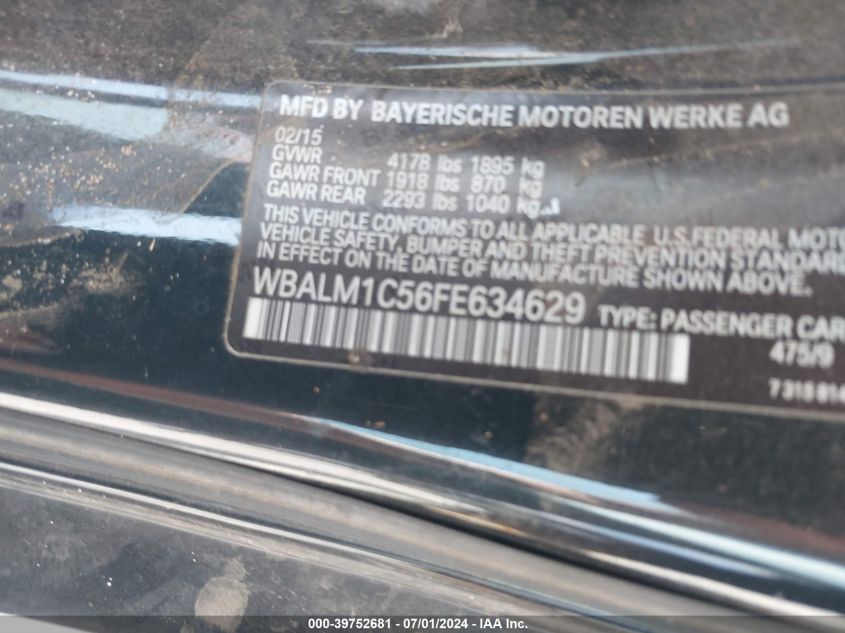 MFD BY BAYERISCHE MOTOREN WERKE AG
02/15
GVWR 4178 lbs 1895 kg
GAWR FRONT 1918 lbs 870 kg
GAWR REAR 2293 lbs 1040 kg
THIS VEHICLE CONFORMS TO ALL APPLICABLE U.S.FEDERAL MOTO
VEHICLE SAFETY, BUMPER AND THEFT PREVENTION STANDARD
IN EFFECT ON THE DATE OF MANUFACTURE SHOWN ABOVE.
WBALM1C56FE634629 TYPE: PASSENGER CAR
475/9
000-39752681 - 07/01/2024 - IAA Inc.